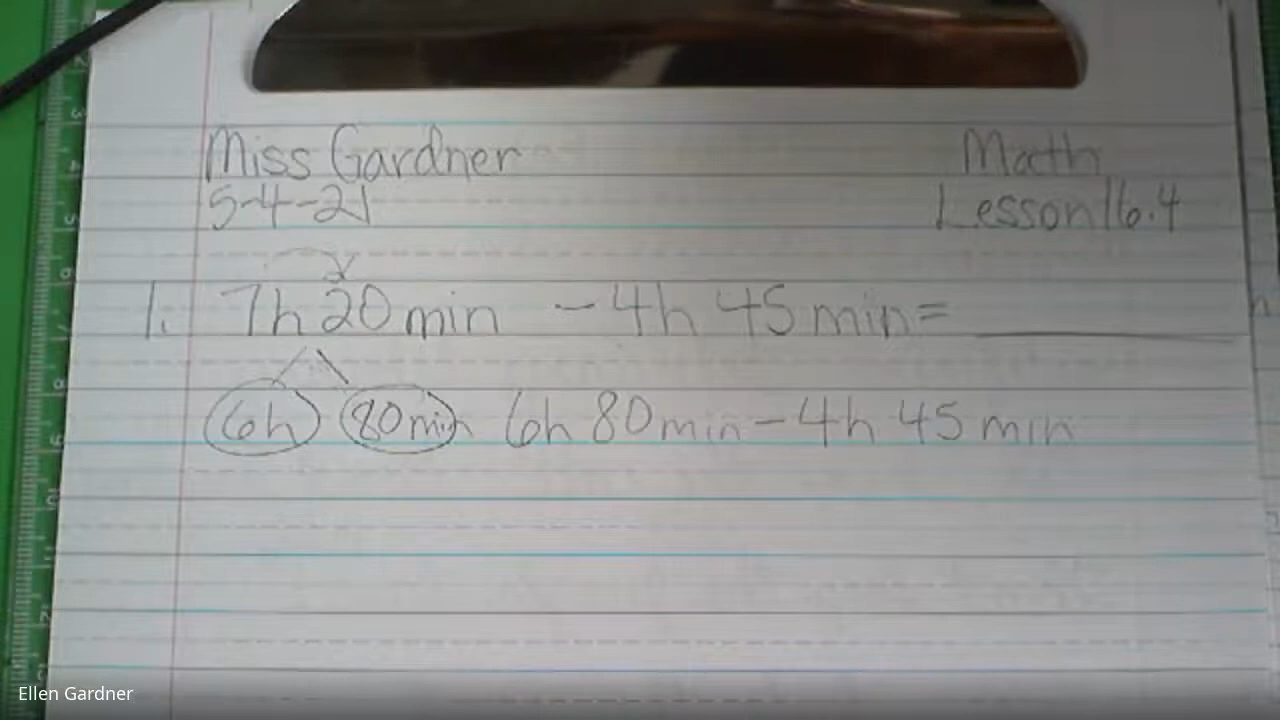 Miss Gardner Math
5-4-21 Lesson 16.4
1. 7h 20 min - 4h 45 min = ____
6h 80 min 6h 80 min - 4h 45 min
Ellen Gardner